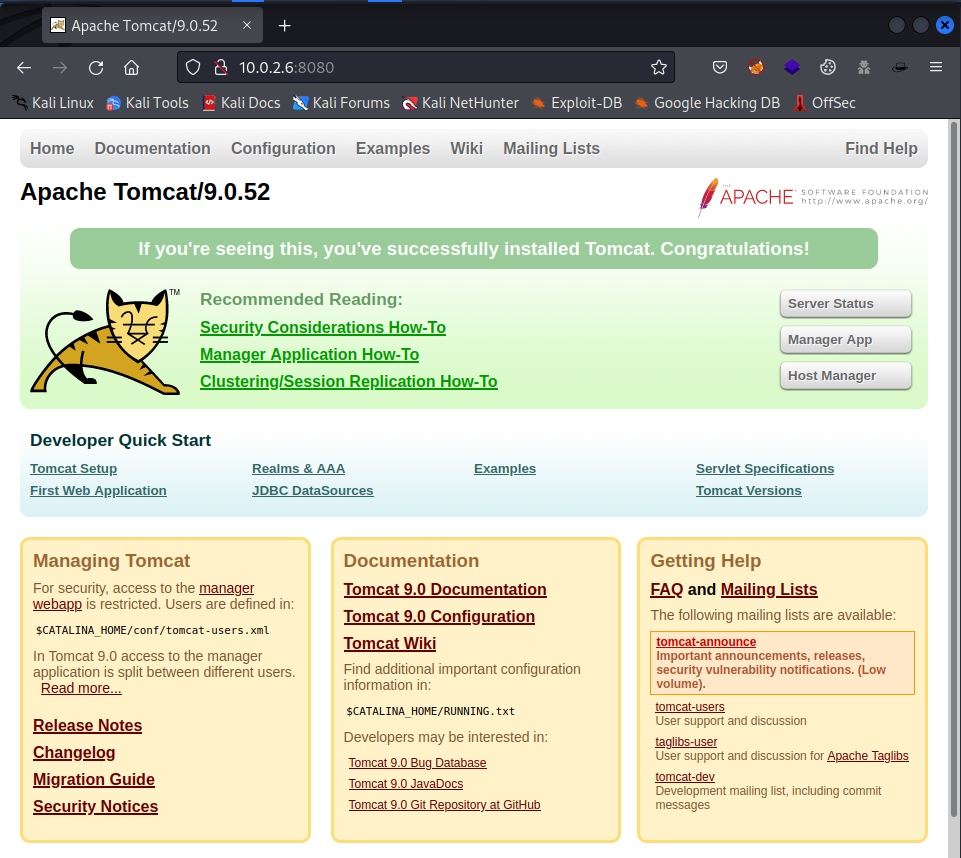 Apache Tomcat/9.0.52
10.0.2.6:8080
Kali Linux Kali Tools Kali Docs Kali Forums Kali NetHunter Exploit-DB Google Hacking DB OffSec
Home Documentation Configuration Examples Wiki Mailing Lists Find Help
Apache Tomcat/9.0.52
THE
APACHE SOFTWARE FOUNDATION
http://www.apache.org/
If you're seeing this, you've successfully installed Tomcat. Congratulations!
TM
Recommended Reading:
Security Considerations How-To
Manager Application How-To
Clustering/Session Replication How-To
Server Status
Manager App
Host Manager
Developer Quick Start
Tomcat Setup
First Web Application
Realms & AAA
JDBC DataSources
Examples
Servlet Specifications
Tomcat Versions
Managing Tomcat
For security, access to the manager
webapp is restricted. Users are defined in:
$CATALINA_HOME/conf/tomcat-users.xml
In Tomcat 9.0 access to the manager
application is split between different users.
Read more...
Release Notes
Changelog
Migration Guide
Security Notices
Documentation
Tomcat 9.0 Documentation
Tomcat 9.0 Configuration
Tomcat Wiki
Find additional important configuration
information in:
$CATALINA_HOME/RUNNING.txt
Developers may be interested in:
Tomcat 9.0 Bug Database
Tomcat 9.0 JavaDocs
Tomcat 9.0 Git Repository at GitHub
Getting Help
FAQ and Mailing Lists
The following mailing lists are available:
tomcat-announce
Important announcements, releases,
security vulnerability notifications. (Low
volume).
tomcat-users
User support and discussion
taglibs-user
User support and discussion for Apache Taglibs
tomcat-dev
Development mailing list, including commit
messages